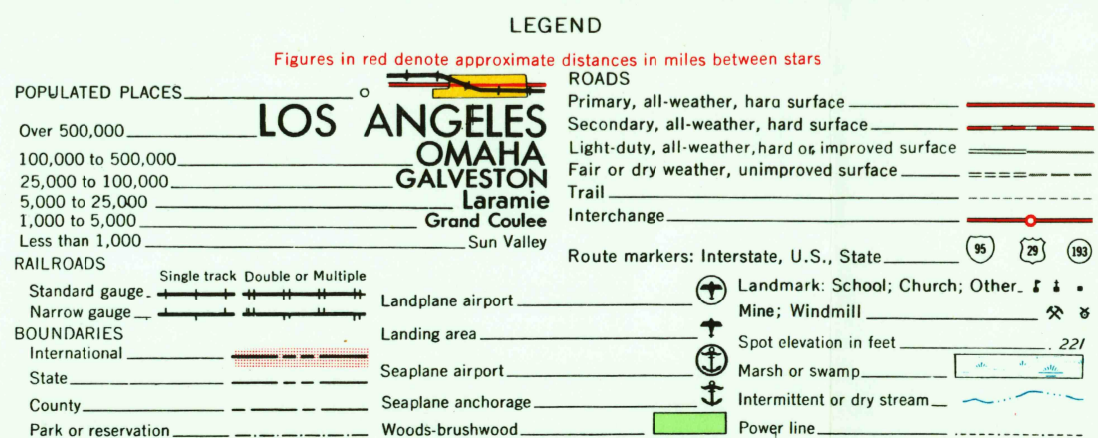 LEGEND
Figures in red denote approximate distances in miles between stars
POPULATED PLACES
Over 500,000 LOS ANGELES
100,000 to 500,000 OMAHA
25,000 to 100,000 GALVESTON
5,000 to 25,000 Laramie
1,000 to 5,000 Grand Coulee
Less than 1,000 Sun Valley
RAILROADS
Single track Double or Multiple
Standard gauge
Narrow gauge
BOUNDARIES
International
State
County
Park or reservation
Landplane airport
Landing area
Seaplane airport
Seaplane anchorage
Woods-brushwood
ROADS
Primary, all-weather, hard surface
Secondary, all-weather, hard surface
Light-duty, all-weather, hard or improved surface
Fair or dry weather, unimproved surface
Trail
Interchange
Route markers: Interstate, U.S., State 95 29 193
Landmark: School; Church; Other
Mine; Windmill
Spot elevation in feet 221
Marsh or swamp
Intermittent or dry stream
Power line